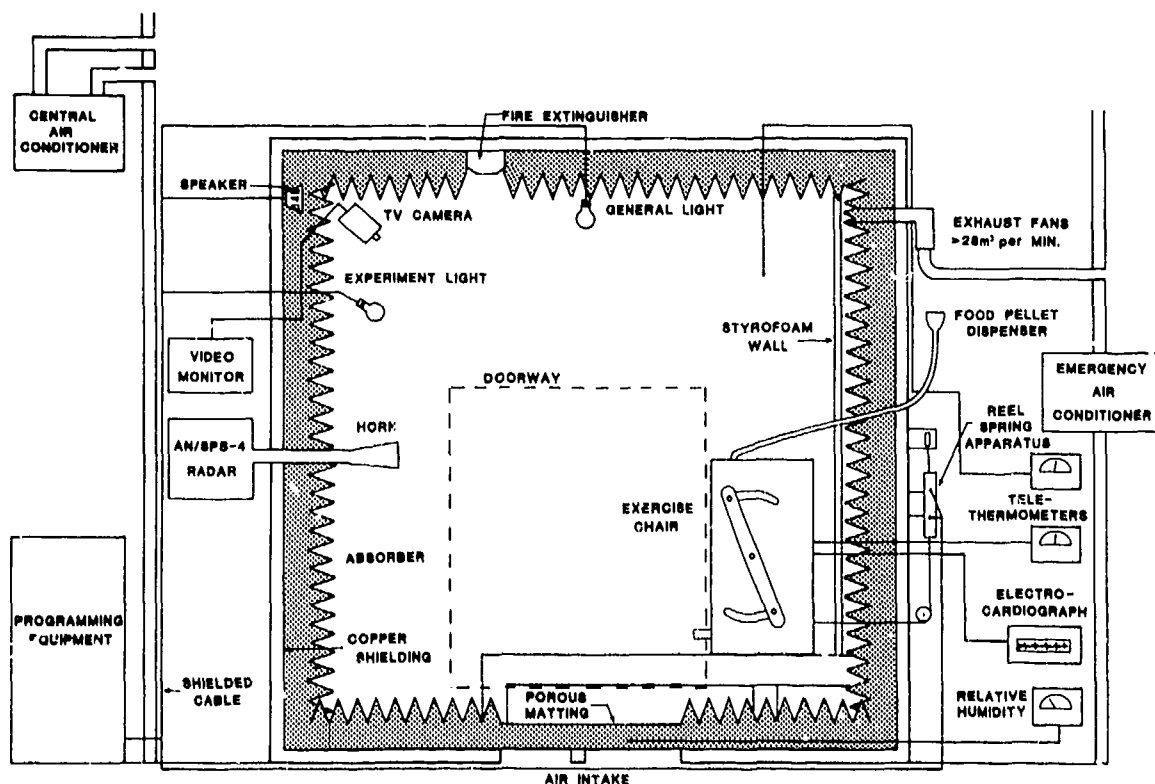 CENTRAL
AIR
CONDITIONER
FIRE EXTINGUISHER
SPEAKER
TV CAMERA
GENERAL LIGHT
EXHAUST FANS
>28m³ per MIN.
EXPERIMENT LIGHT
FOOD PELLET
DISPENSER
STYROFOAM
WALL
VIDEO
MONITOR
DOORWAY
EMERGENCY
AIR
CONDITIONER
REEL
SPRING
APPARATUS
HORN
AN/SPS-4
RADAR
EXERCISE
CHAIR
TELE-
THERMOMETERS
ABSORBER
ELECTRO-
CARDIOGRAPH
PROGRAMMING
EQUIPMENT
COPPER
SHIELDING
SHIELDED
CABLE
POROUS
MATTING
RELATIVE
HUMIDITY
AIR INTAKE